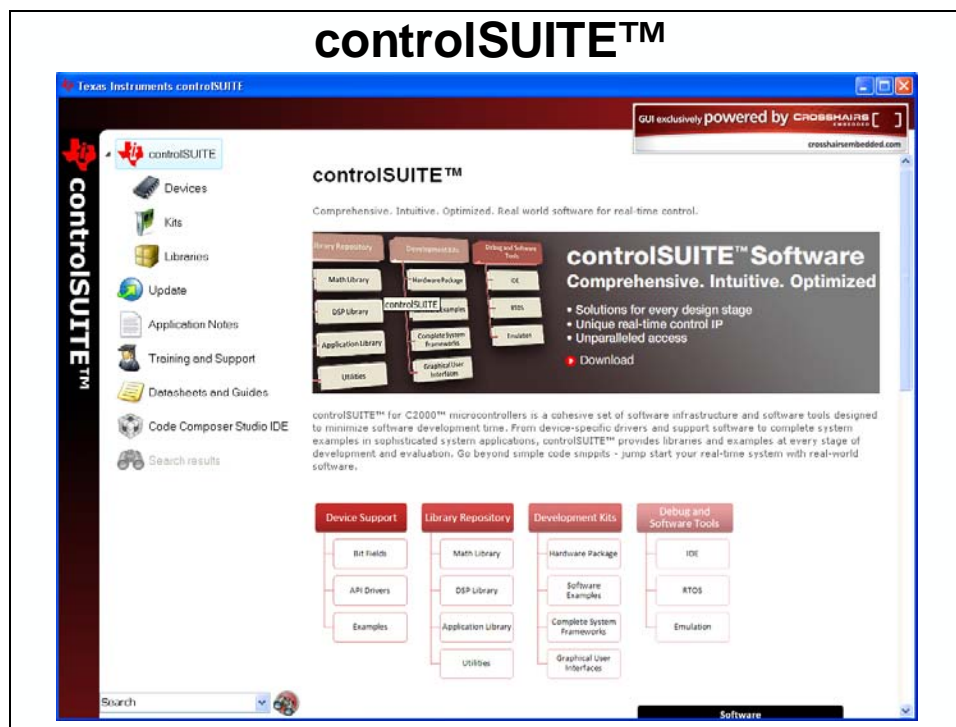 controlSUITE™
Texas Instruments controlSUITE
GUI exclusively powered by CROSSHAIRS EMBEDDED [ ]
crosshairsembedded.com
controlSUITE™
controlSUITE
Devices
Kits
Libraries
Update
Application Notes
Training and Support
Datasheets and Guides
Code Composer Studio IDE
Search results
Search
controlSUITE™
Comprehensive. Intuitive. Optimized. Real world software for real-time control.
Library Repository
Development Kits
Debug and Software Tools
Math Library
Hardware Package
IDE
DSP Library
controlSUITE
Examples
RTOS
Application Library
Complete System Frameworks
Emulation
Utilities
Graphical User Interfaces
controlSUITE™ Software
Comprehensive. Intuitive. Optimized
• Solutions for every design stage
• Unique real-time control IP
• Unparalleled access
Download
controlSUITE™ for C2000™ microcontrollers is a cohesive set of software infrastructure and software tools designed
to minimize software development time. From device-specific drivers and support software to complete system
examples in sophisticated system applications, controlSUITE™ provides libraries and examples at every stage of
development and evaluation. Go beyond simple code snippits - jump start your real-time system with real-world
software.
Device Support
Library Repository
Development Kits
Debug and
Software Tools
Bit Fields
Math Library
Hardware Package
IDE
API Drivers
DSP Library
Software
Examples
RTOS
Examples
Application Library
Complete System
Frameworks
Emulation
Utilities
Graphical User
Interfaces
Software